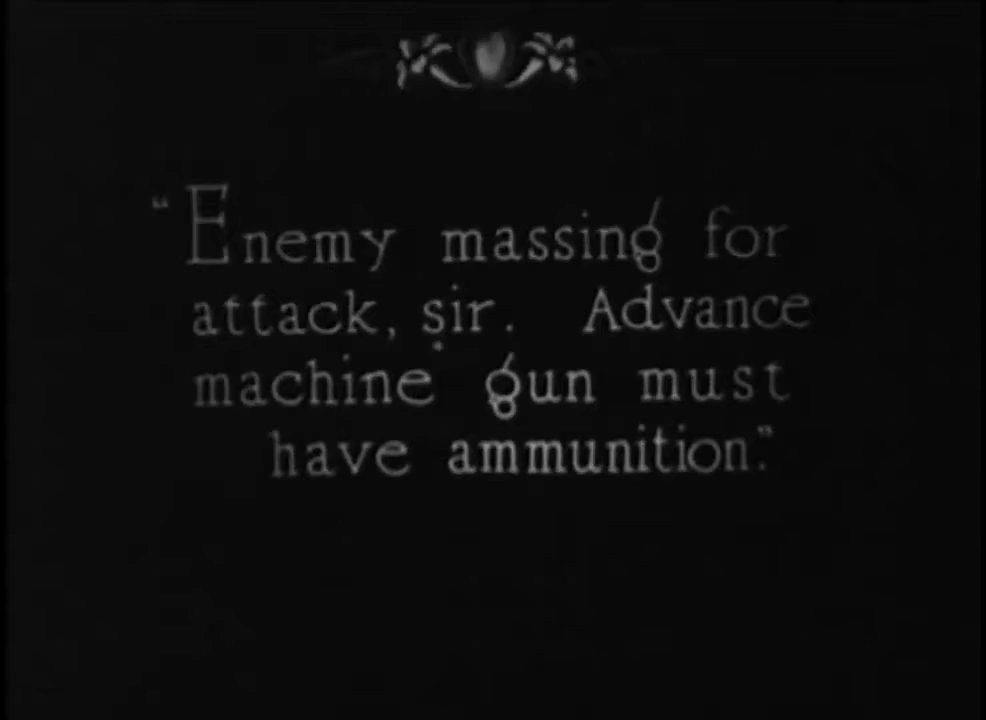 “Enemy massing for
attack, sir. Advance
machine gun must
have ammunition.”